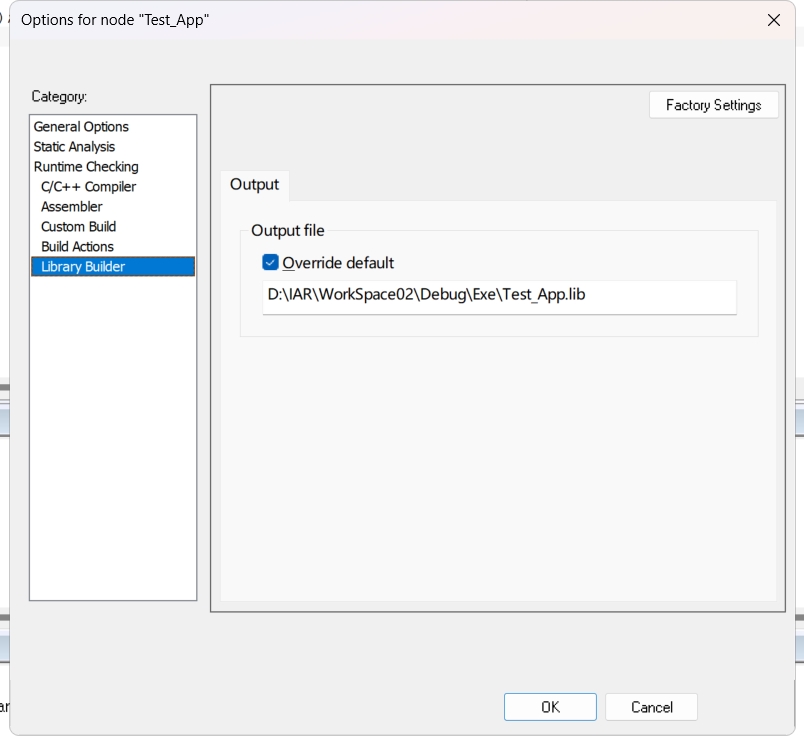 Options for node "Test_App"
Category:
General Options
Static Analysis
Runtime Checking
C/C++ Compiler
Assembler
Custom Build
Build Actions
Library Builder
Factory Settings
Output
Output file
Override default
D:\IAR\WorkSpace02\Debug\Exe\Test_App.lib
OK
Cancel